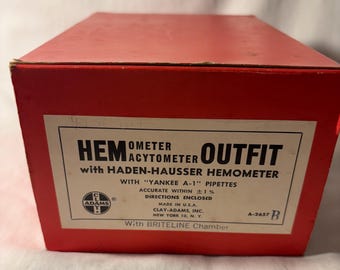 HEMOMETER ACYTOMETER OUTFIT
with HADEN-HAUSSER HEMOMETER
WITH "YANKEE A-1" PIPETTES
ACCURATE WITHIN ± 1%
DIRECTIONS ENCLOSED
MADE IN U.S.A.
CLAY-ADAMS, INC.
NEW YORK 10, N. Y.
ADAMS
A-2657 B
With BRITELINE Chamber